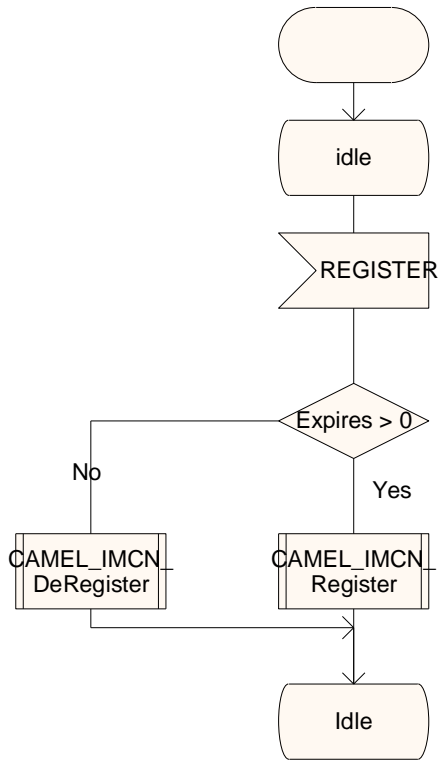 idle
REGISTER
Expires > 0
No
Yes
CAMEL_IMCN_
DeRegister
CAMEL_IMCN_
Register
Idle